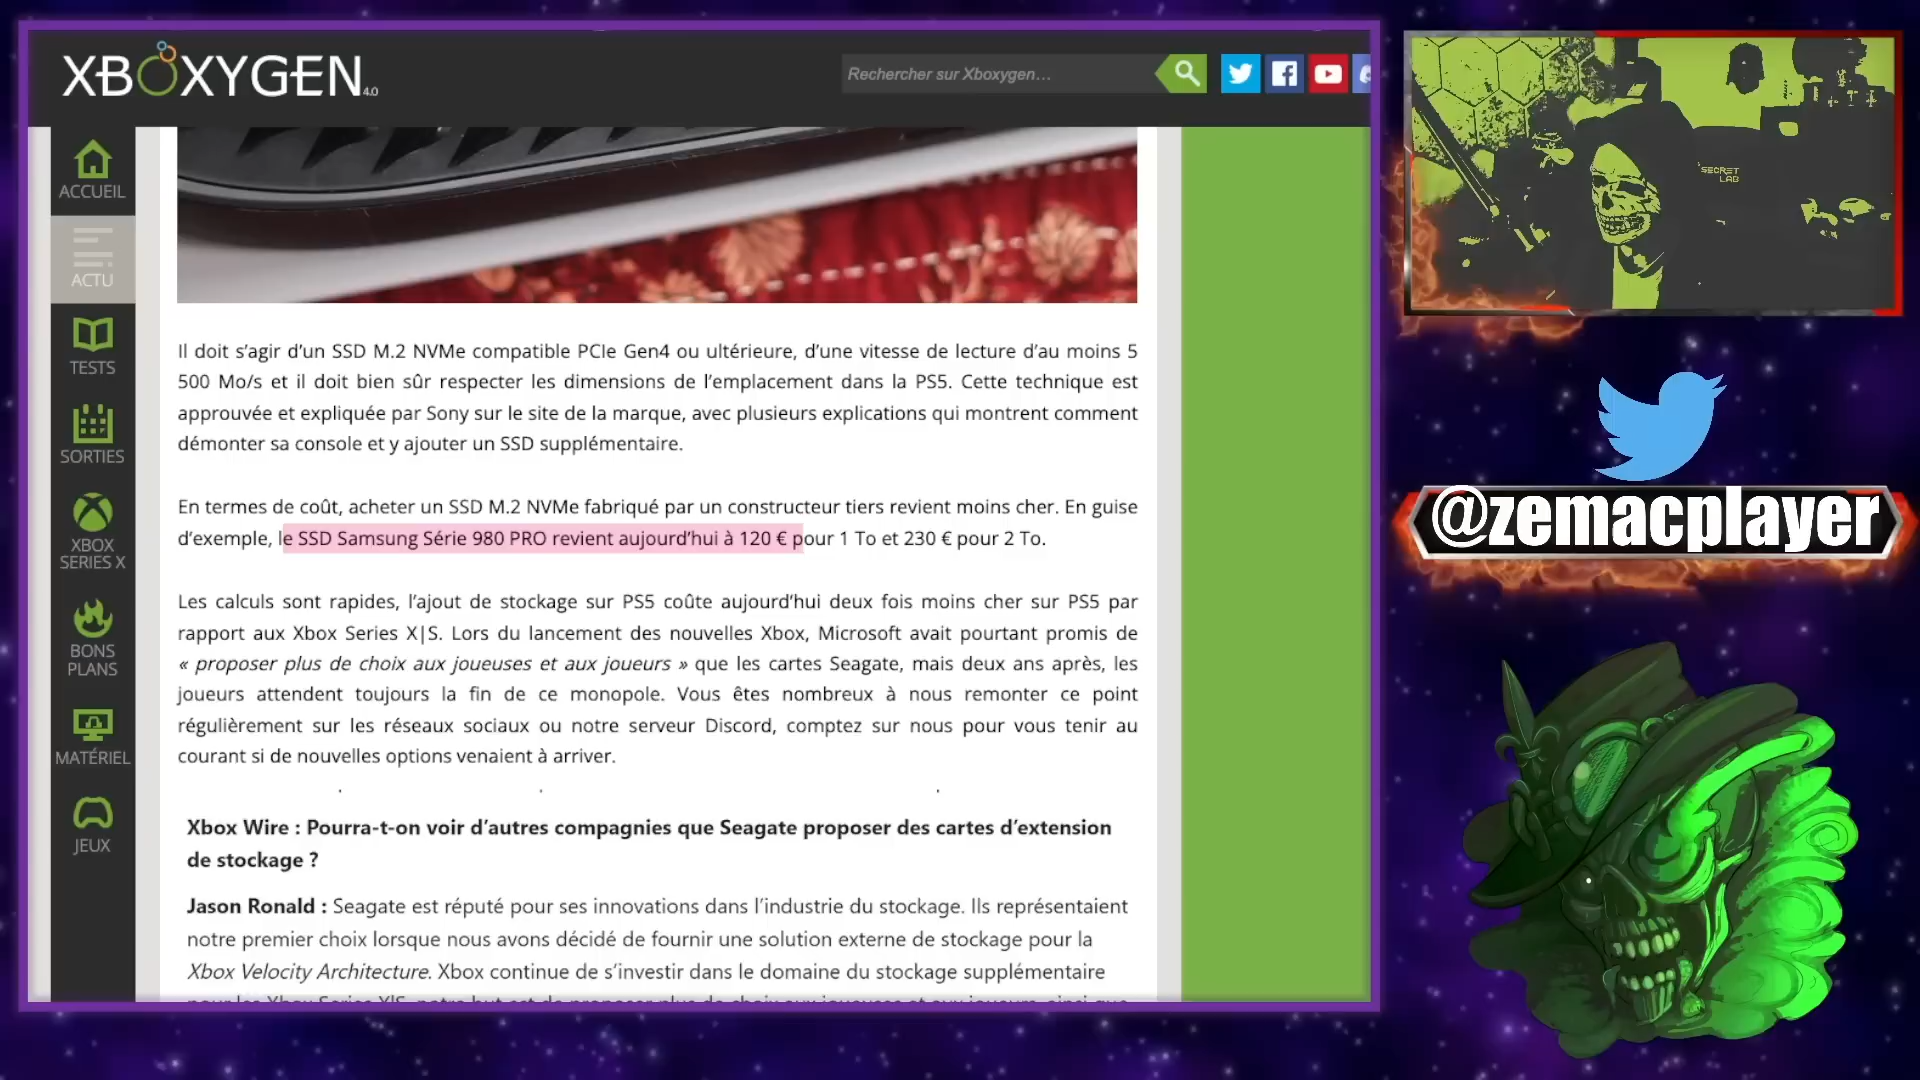 XBOXYGEN 4.0
Rechercher sur Xboxygen...
ACCUEIL
ACTU
TESTS
SORTIES
XBOX
SERIES X
BONS
PLANS
MATÉRIEL
JEUX
Il doit s’agir d’un SSD M.2 NVMe compatible PCIe Gen4 ou ultérieure, d’une vitesse de lecture d’au moins 5
500 Mo/s et il doit bien sûr respecter les dimensions de l’emplacement dans la PS5. Cette technique est
approuvée et expliquée par Sony sur le site de la marque, avec plusieurs explications qui montrent comment
démonter sa console et y ajouter un SSD supplémentaire.
En termes de coût, acheter un SSD M.2 NVMe fabriqué par un constructeur tiers revient moins cher. En guise
d’exemple, le SSD Samsung Série 980 PRO revient aujourd’hui à 120 € pour 1 To et 230 € pour 2 To.
Les calculs sont rapides, l’ajout de stockage sur PS5 coûte aujourd’hui deux fois moins cher sur PS5 par
rapport aux Xbox Series X|S. Lors du lancement des nouvelles Xbox, Microsoft avait pourtant promis de
« proposer plus de choix aux joueuses et aux joueurs » que les cartes Seagate, mais deux ans après, les
joueurs attendent toujours la fin de ce monopole. Vous êtes nombreux à nous remonter ce point
régulièrement sur les réseaux sociaux ou notre serveur Discord, comptez sur nous pour vous tenir au
courant si de nouvelles options venaient à arriver.
Xbox Wire : Pourra-t-on voir d’autres compagnies que Seagate proposer des cartes d’extension
de stockage ?
Jason Ronald : Seagate est réputé pour ses innovations dans l’industrie du stockage. Ils représentaient
notre premier choix lorsque nous avons décidé de fournir une solution externe de stockage pour la
Xbox Velocity Architecture. Xbox continue de s’investir dans le domaine du stockage supplémentaire
SECRET
LAB
@zemacplayer